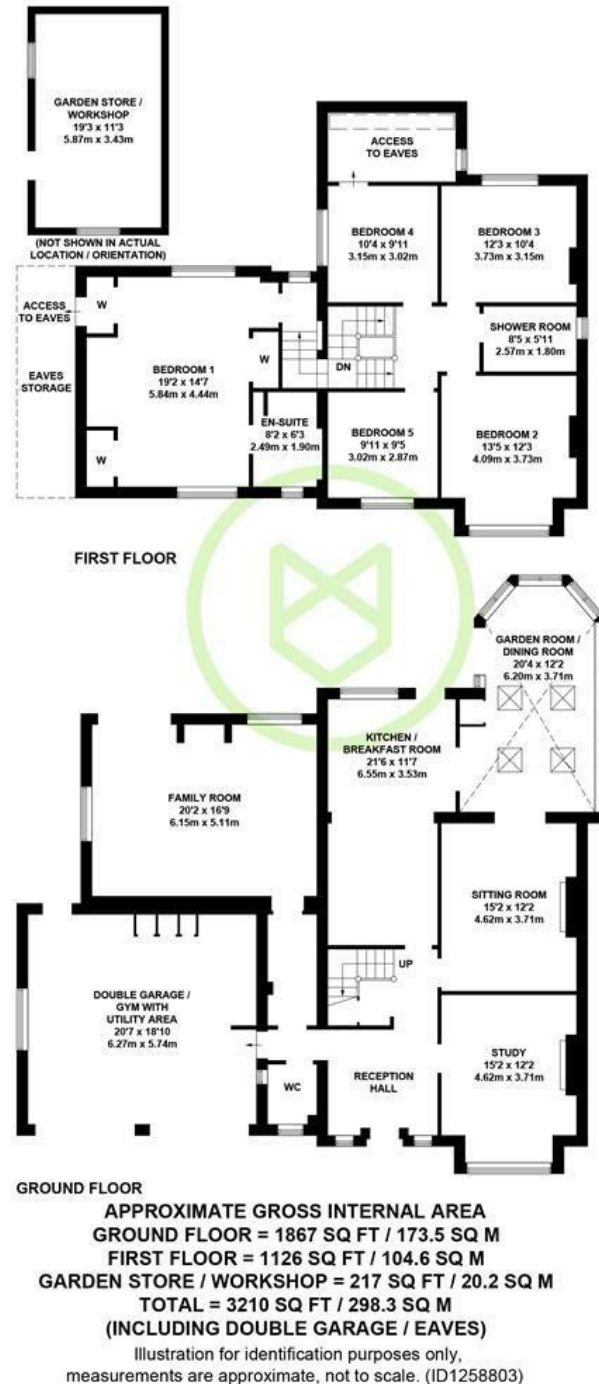 GARDEN STORE /
WORKSHOP
19'3 x 11'3
5.87m x 3.43m
(NOT SHOWN IN ACTUAL
LOCATION / ORIENTATION)
ACCESS
TO EAVES
BEDROOM 4
10'4 x 9'11
3.15m x 3.02m
BEDROOM 3
12'3 x 10'4
3.73m x 3.15m
ACCESS
TO EAVES
W
EAVES
STORAGE
BEDROOM 1
19'2 x 14'7
5.84m x 4.44m
W
W
DN
SHOWER ROOM
8'5 x 5'11
2.57m x 1.80m
EN-SUITE
8'2 x 6'3
2.49m x 1.90m
BEDROOM 5
9'11 x 9'5
3.02m x 2.87m
BEDROOM 2
13'5 x 12'3
4.09m x 3.73m
FIRST FLOOR
GARDEN ROOM /
DINING ROOM
20'4 x 12'2
6.20m x 3.71m
KITCHEN /
BREAKFAST ROOM
21'6 x 11'7
6.55m x 3.53m
FAMILY ROOM
20'2 x 16'9
6.15m x 5.11m
SITTING ROOM
15'2 x 12'2
4.62m x 3.71m
UP
DOUBLE GARAGE /
GYM WITH
UTILITY AREA
20'7 x 18'10
6.27m x 5.74m
WC
RECEPTION
HALL
STUDY
15'2 x 12'2
4.62m x 3.71m
GROUND FLOOR
APPROXIMATE GROSS INTERNAL AREA
GROUND FLOOR = 1867 SQ FT / 173.5 SQ M
FIRST FLOOR = 1126 SQ FT / 104.6 SQ M
GARDEN STORE / WORKSHOP = 217 SQ FT / 20.2 SQ M
TOTAL = 3210 SQ FT / 298.3 SQ M
(INCLUDING DOUBLE GARAGE / EAVES)
Illustration for identification purposes only,
measurements are approximate, not to scale. (ID1258803)